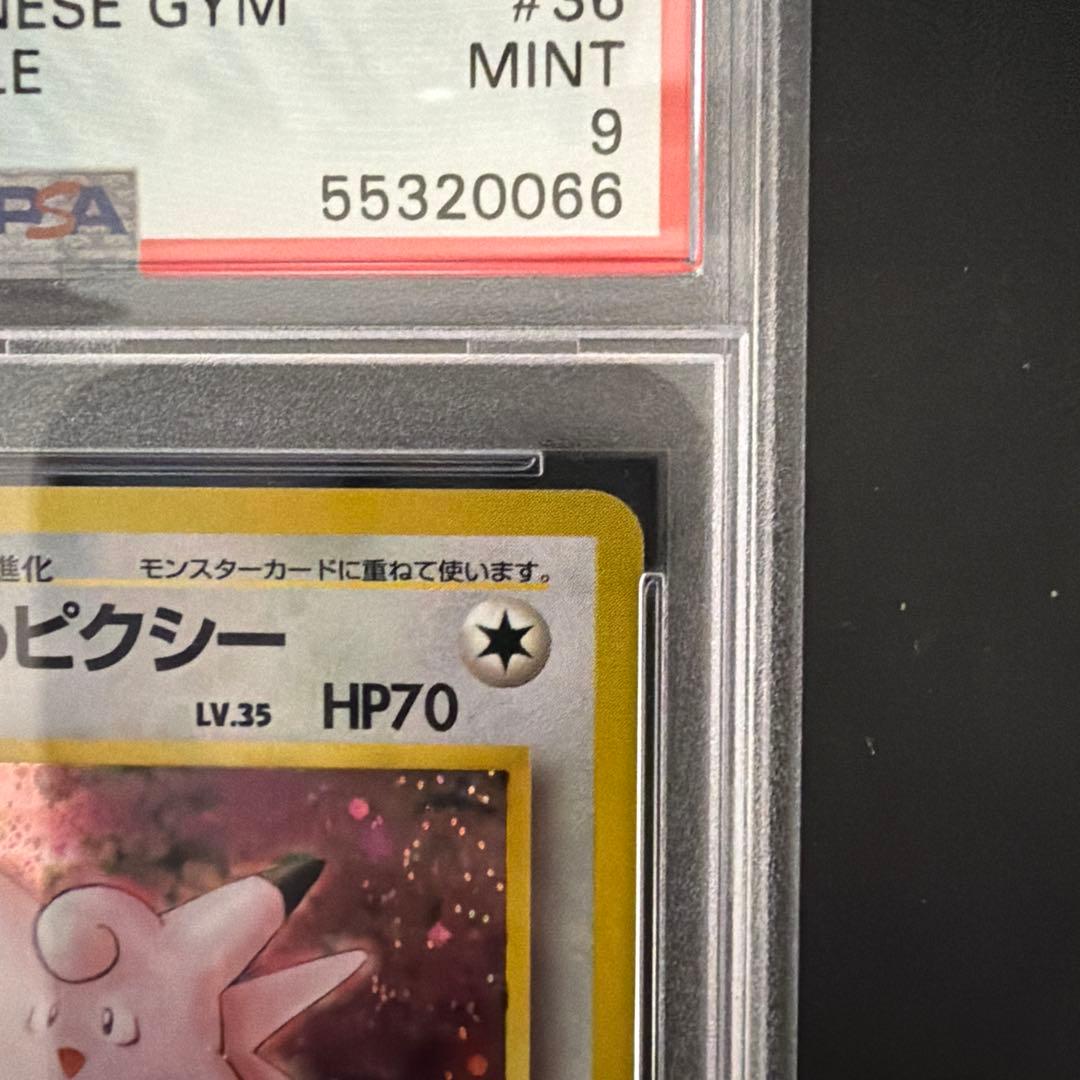 NESE GYM #36
LE MINT
9
PSA 55320066
進化 モンスターカードに重ねて使います。
ピクシー
LV.35 HP70